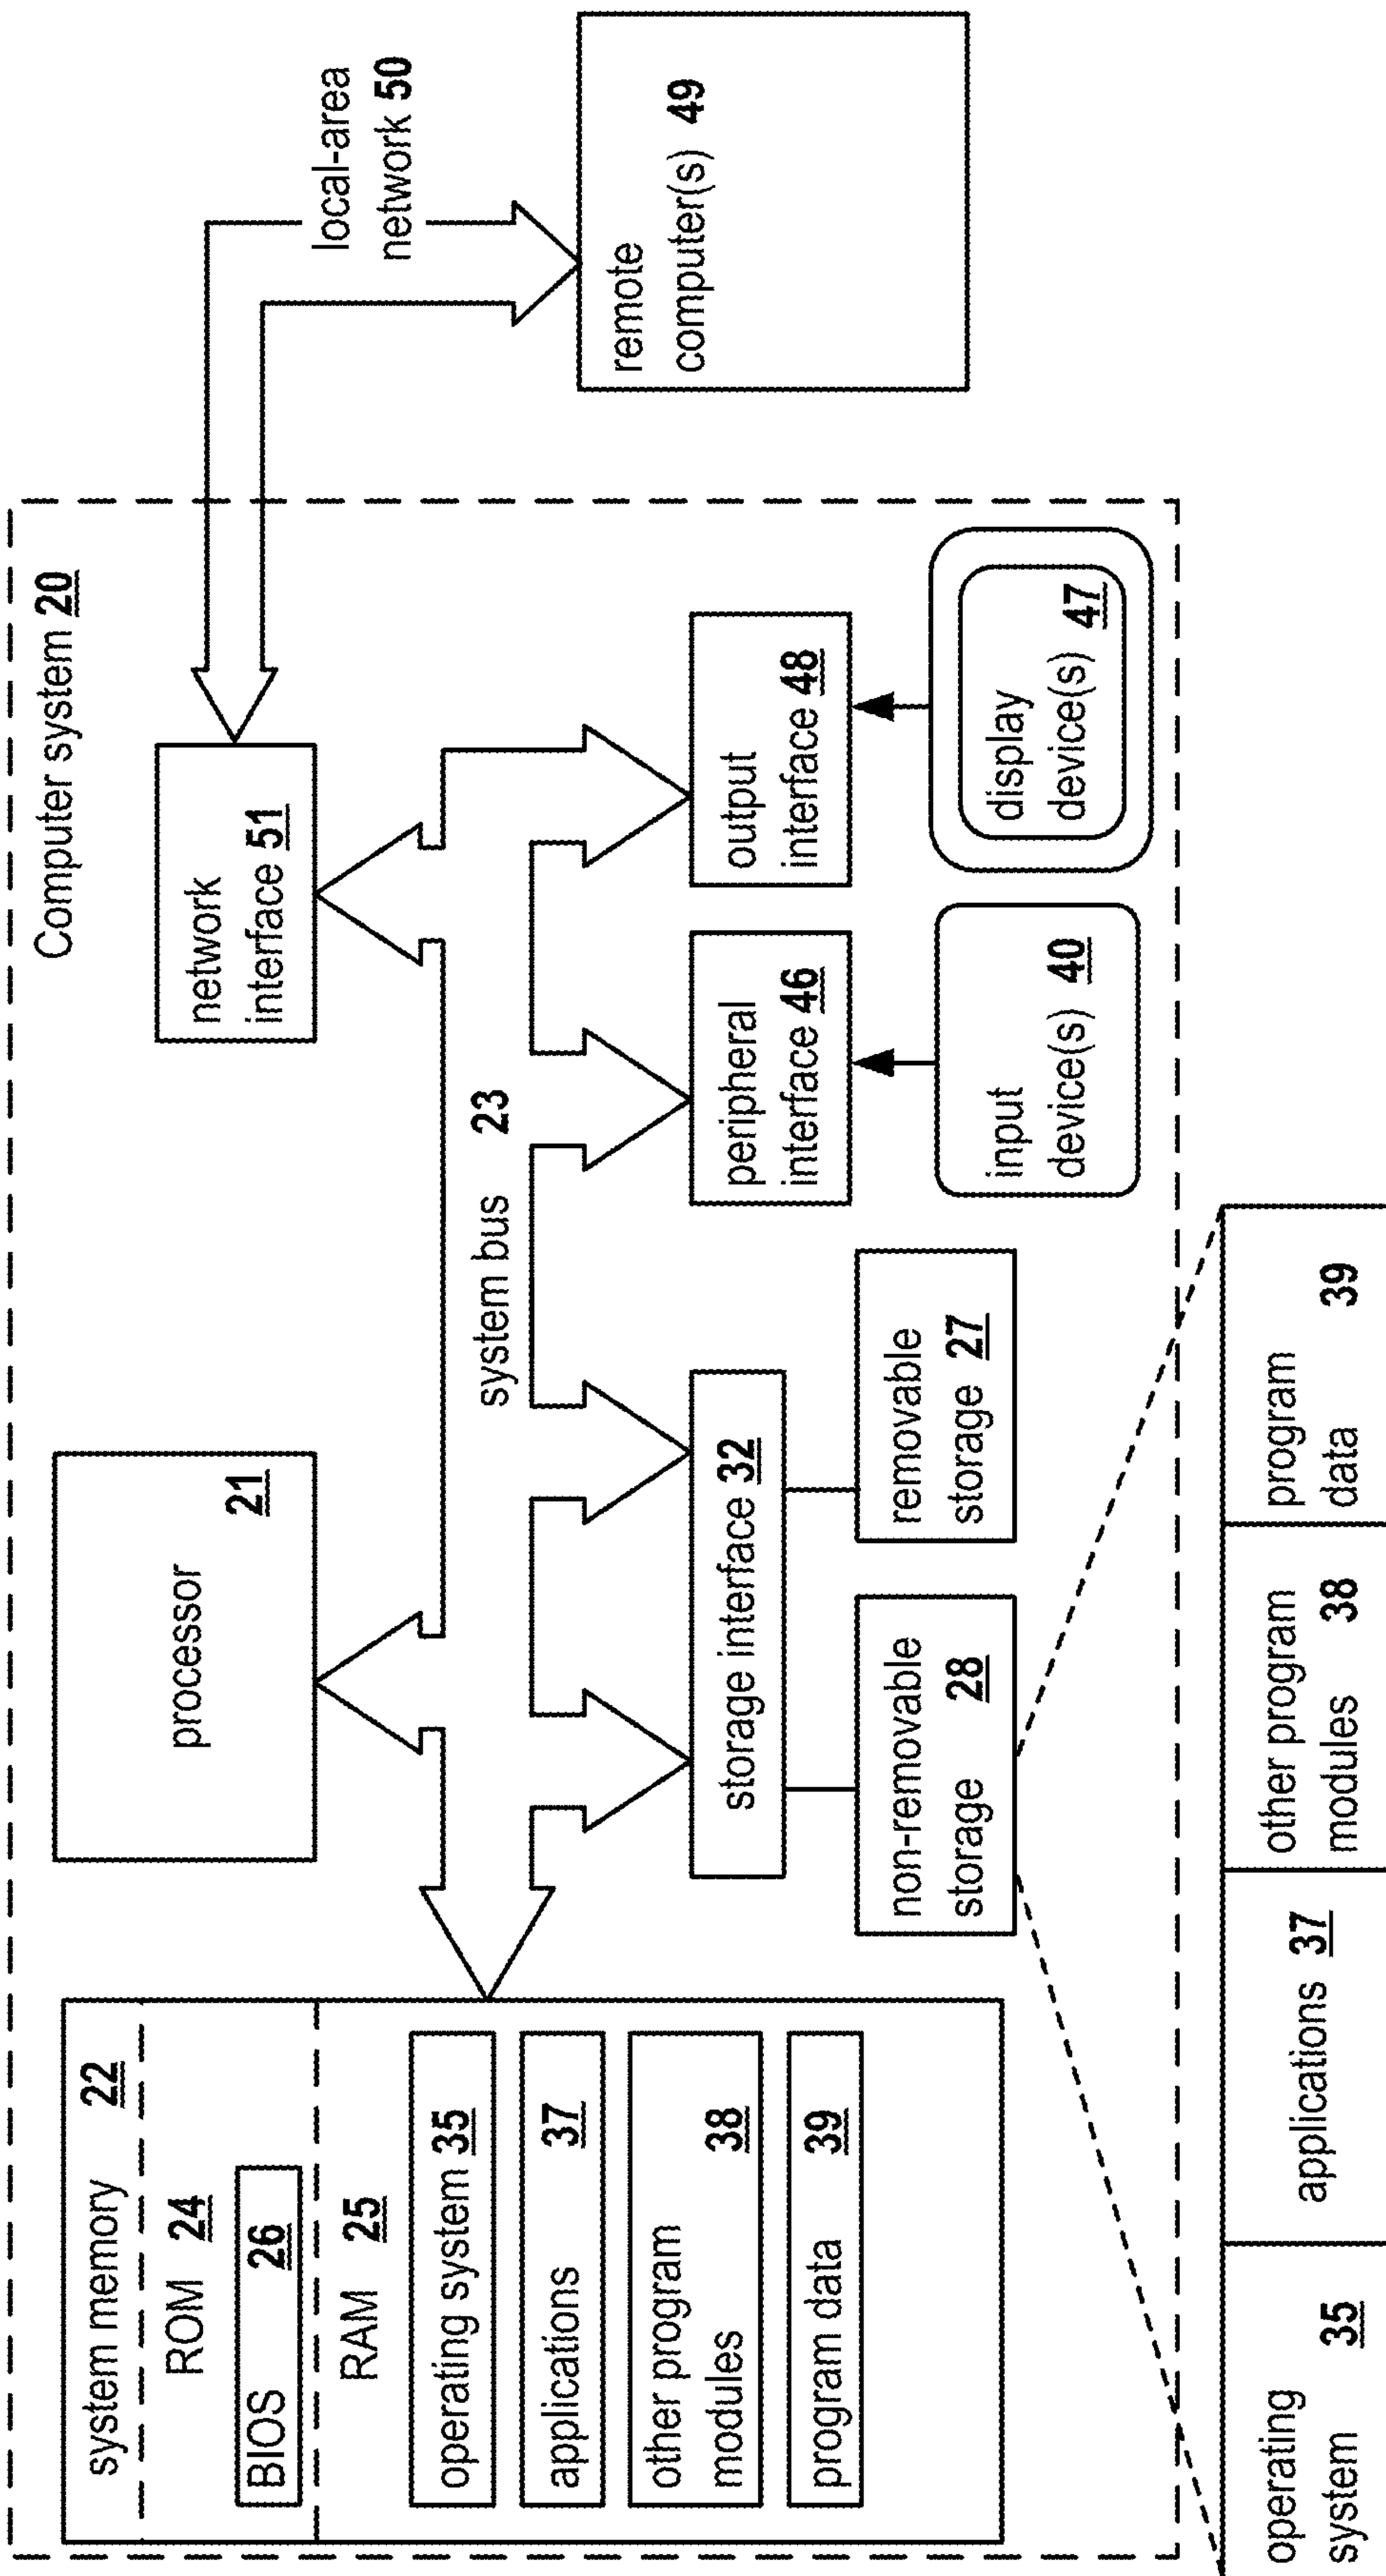 Computer system 20
system memory 22
ROM 24
BIOS 26
RAM 25
operating system 35
applications 37
other program
modules 38
program data 39
processor
21
network
interface 51
local-area
network 50
system bus 23
storage interface 32
peripheral
interface 46
output
interface 48
remote
computer(s) 49
non-removable
storage 28
removable
storage 27
input
device(s) 40
display
device(s) 47
operating
system 35
applications 37
other program
modules 38
program
data 39